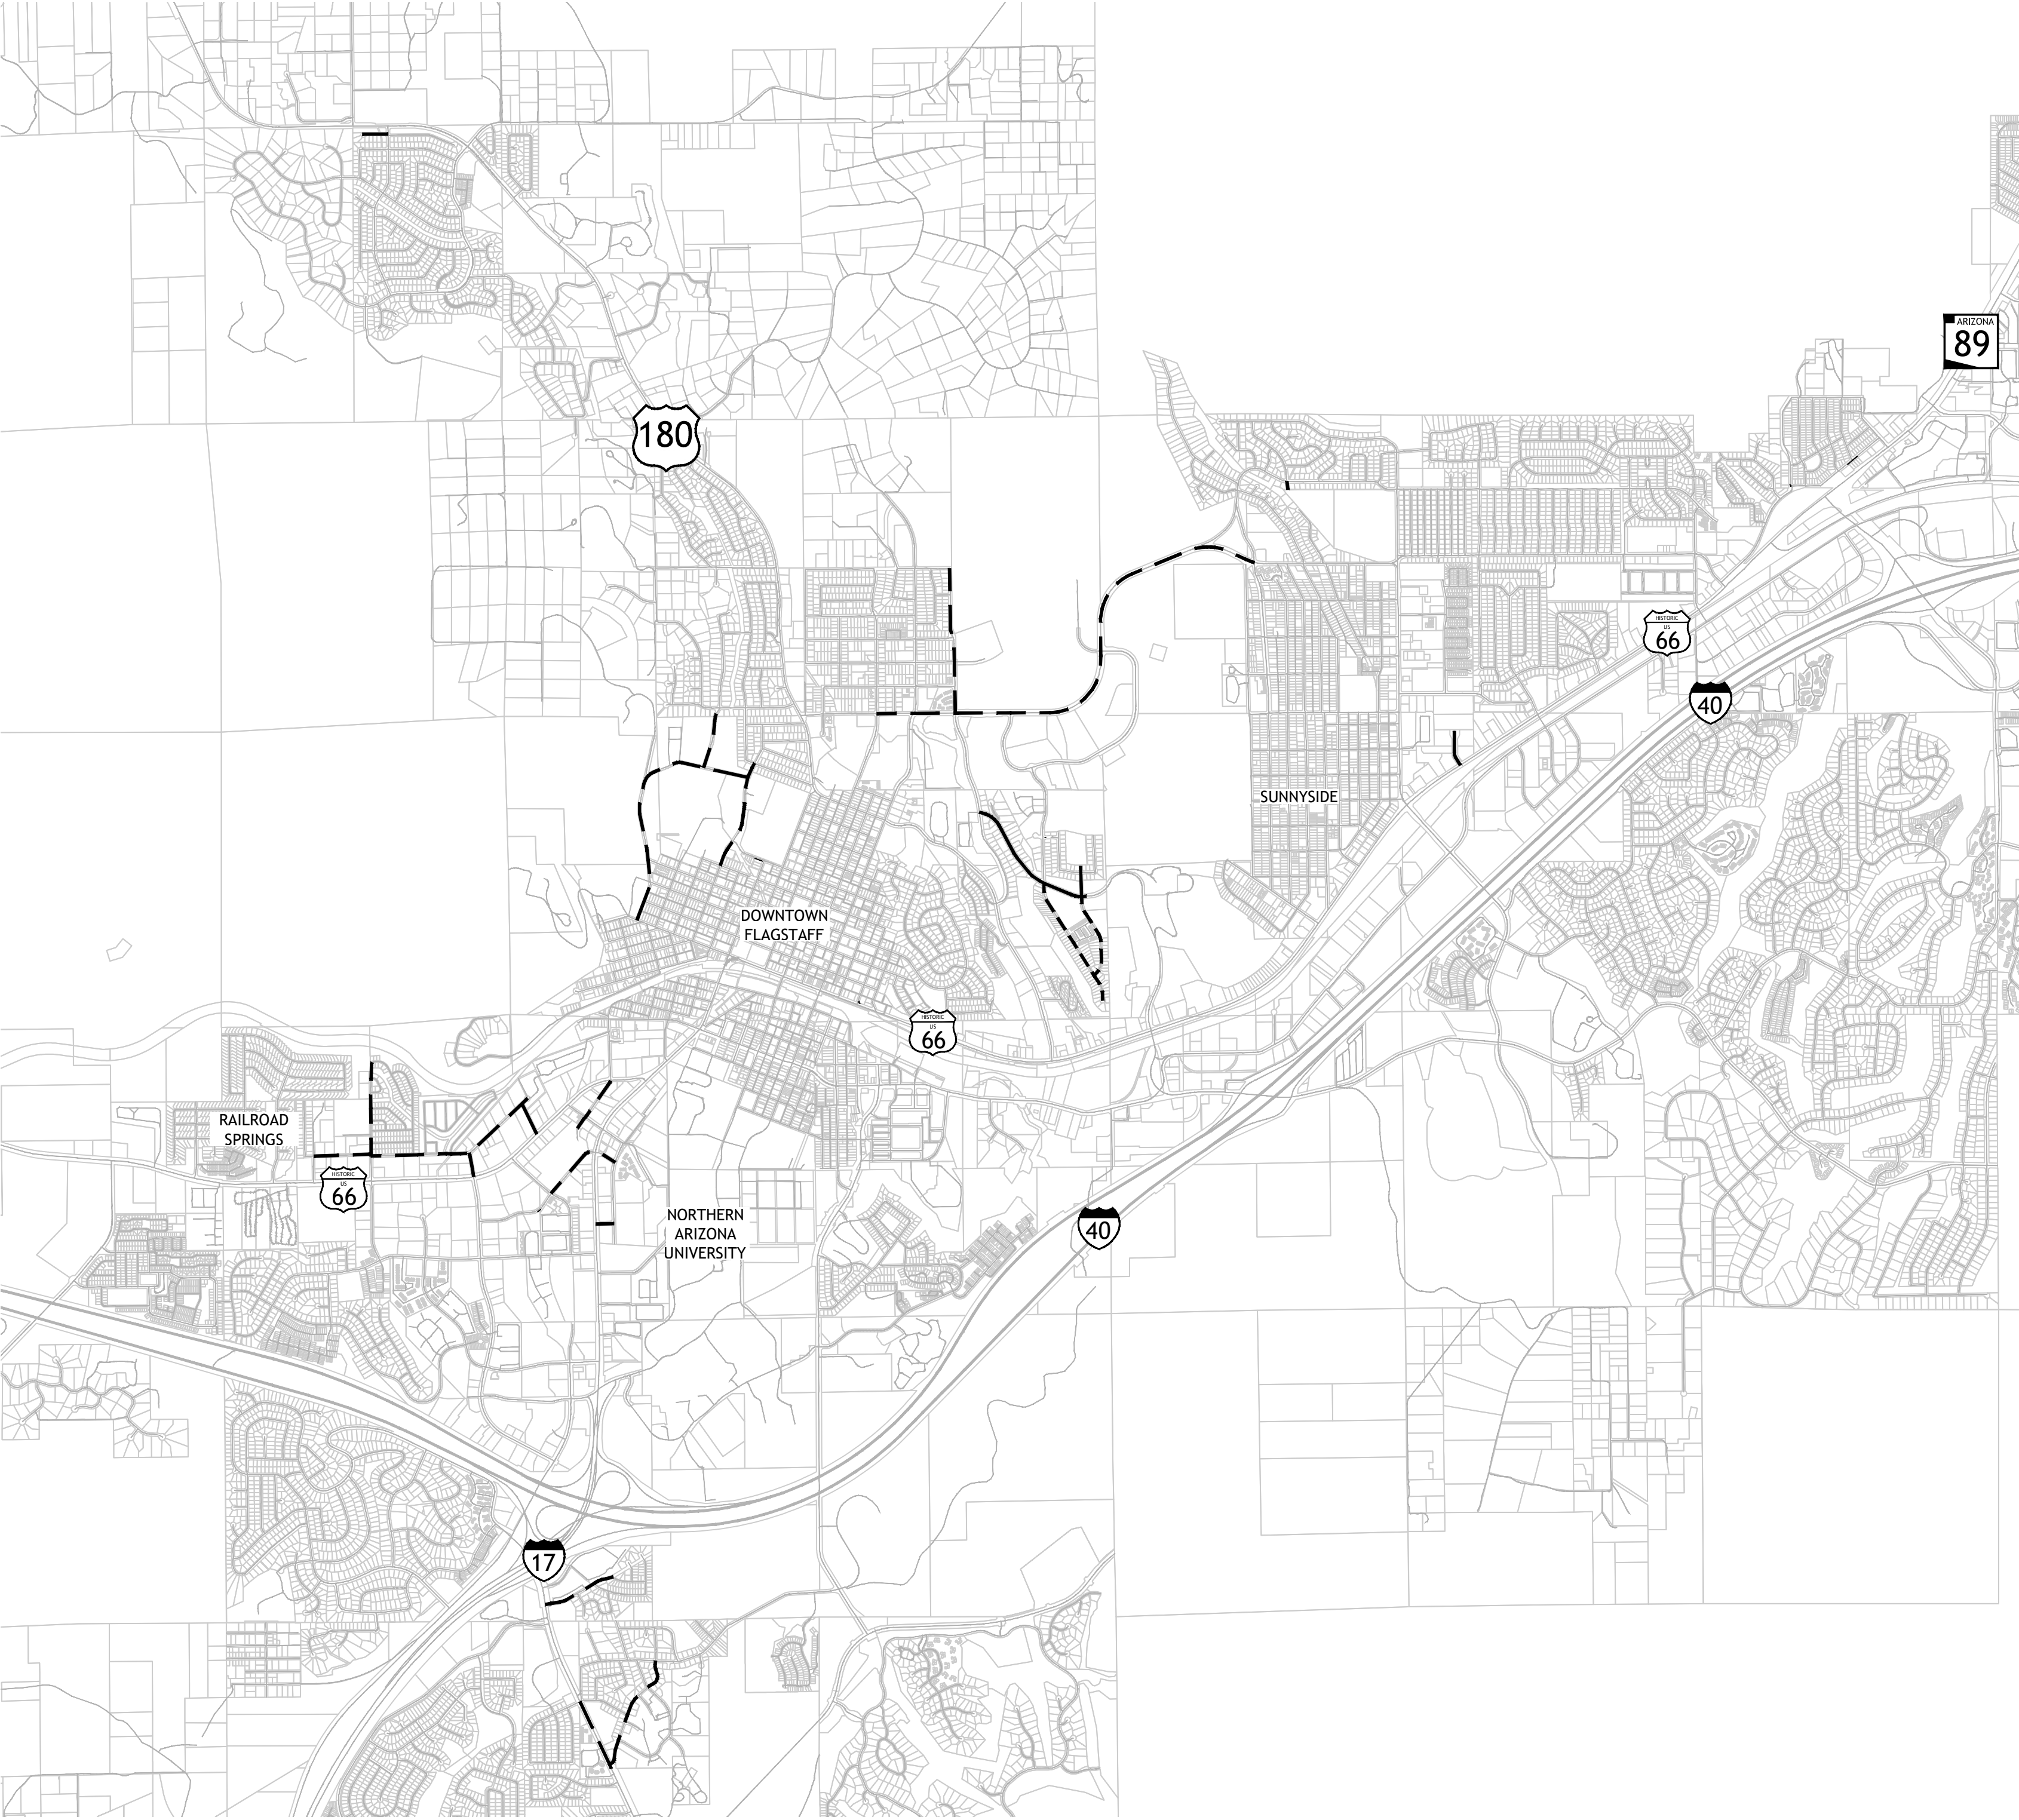 ARIZONA
89
180
HISTORIC
US
66
40
SUNNYSIDE
DOWNTOWN
FLAGSTAFF
HISTORIC
US
66
RAILROAD
SPRINGS
HISTORIC
US
66
NORTHERN
ARIZONA
UNIVERSITY
40
17